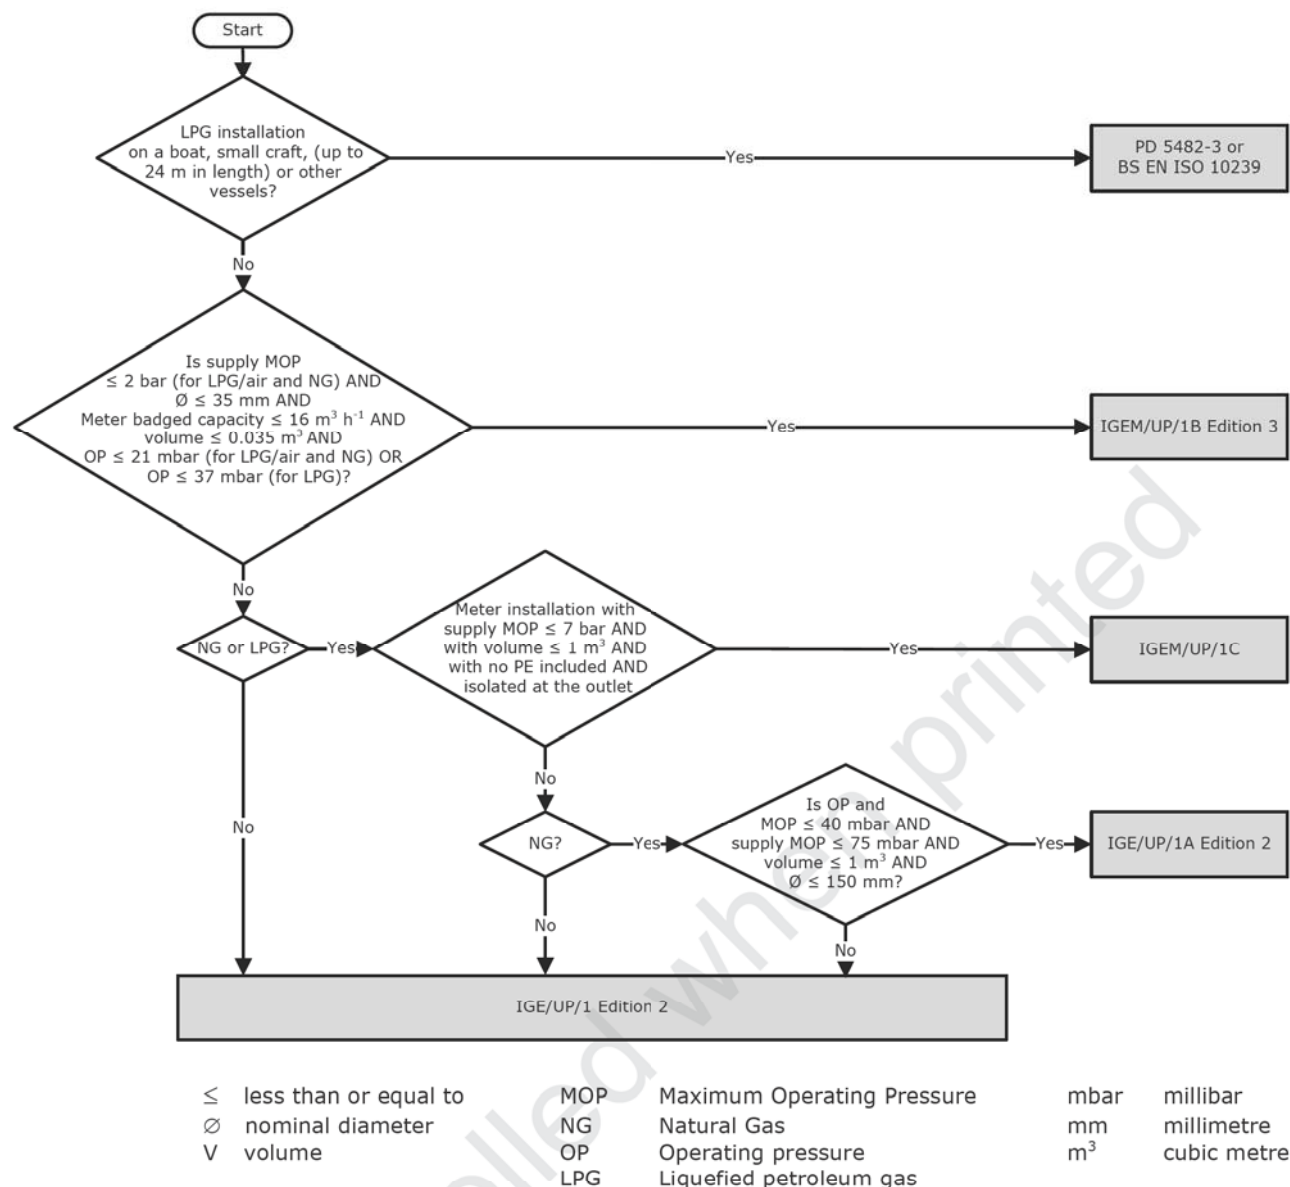 Start
LPG installation
on a boat, small craft, (up to
24 m in length) or other
vessels?
Yes
PD 5482-3 or
BS EN ISO 10239
No
Is supply MOP
≤ 2 bar (for LPG/air and NG) AND
Ø ≤ 35 mm AND
Meter badged capacity ≤ 16 m³ h⁻¹ AND
volume ≤ 0.035 m³ AND
OP ≤ 21 mbar (for LPG/air and NG) OR
OP ≤ 37 mbar (for LPG)?
Yes
IGEM/UP/1B Edition 3
No
NG or LPG?
Yes
Meter installation with
supply MOP ≤ 7 bar AND
with volume ≤ 1 m³ AND
with no PE included AND
isolated at the outlet
Yes
IGEM/UP/1C
No
No
NG?
Yes
Is OP and
MOP ≤ 40 mbar AND
supply MOP ≤ 75 mbar AND
volume ≤ 1 m³ AND
Ø ≤ 150 mm?
Yes
IGE/UP/1A Edition 2
No
No
IGE/UP/1 Edition 2
≤ less than or equal to MOP Maximum Operating Pressure mbar millibar
∅ nominal diameter NG Natural Gas mm millimetre
V volume OP Operating pressure m³ cubic metre
LPG Liquefied petroleum gas
olled when printed